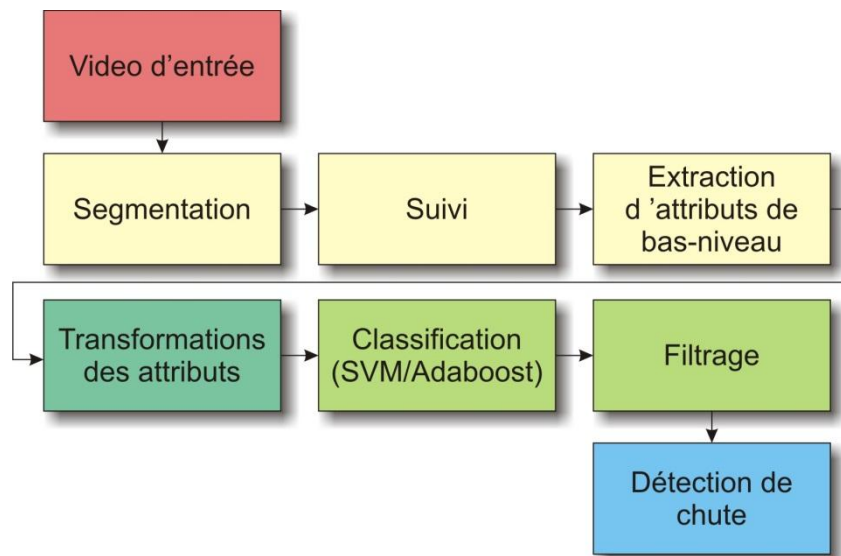 Video d’entrée
Segmentation
Suivi
Extraction
d ’attributs de
bas-niveau
Transformations
des attributs
Classification
(SVM/Adaboost)
Filtrage
Détection de
chute